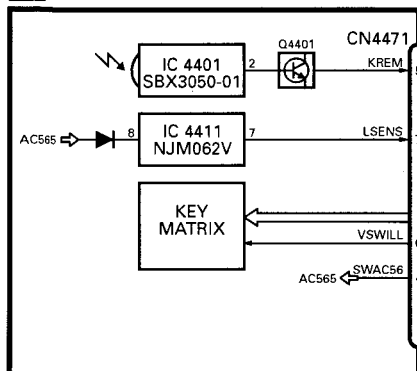 CN4471
Q4401
IC 4401
SBX3050-01
2
KREM
AC565
8
IC 4411
NJM062V
7
LSENS
KEY
MATRIX
VSWILL
AC565
SWAC56